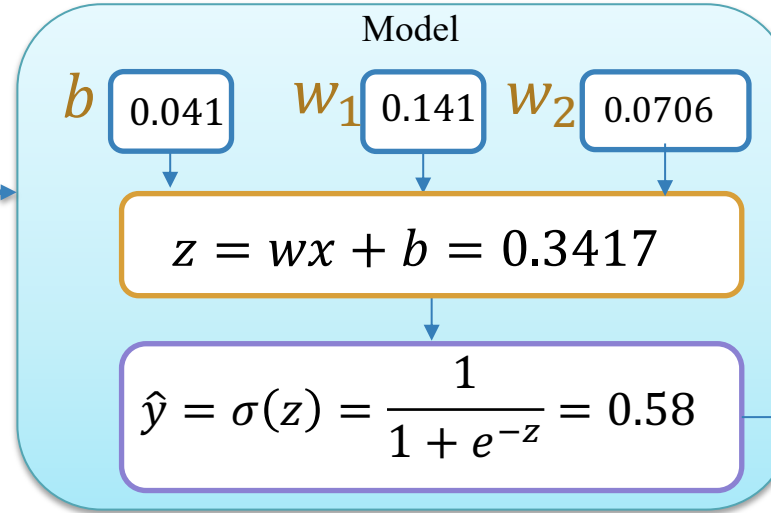 Model
b 0.041 w₁ 0.141 w₂ 0.0706
z = wx + b = 0.3417
ŷ = σ(z) = 1 / (1 + e⁻ᶻ) = 0.58